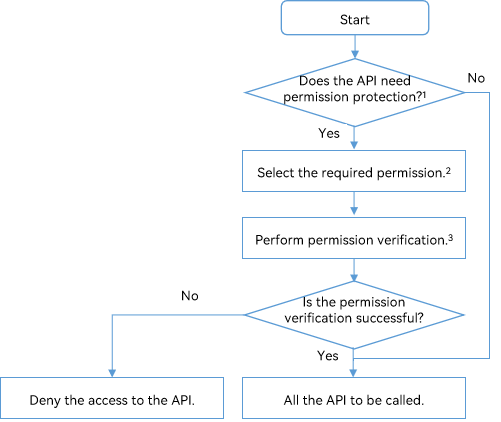 Start
Does the API need
permission protection?¹
No
Yes
Select the required permission.²
Perform permission verification.³
Is the permission
verification successful?
No
Yes
Deny the access to the API.
All the API to be called.